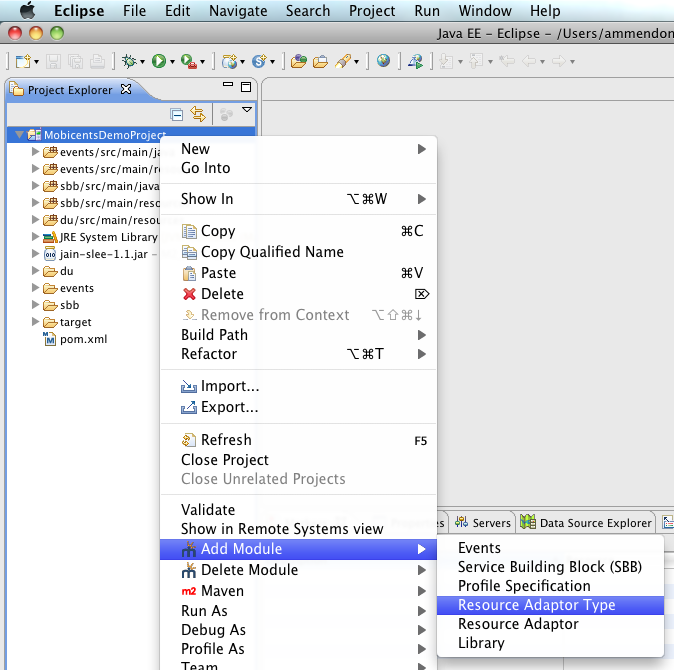 Eclipse File Edit Navigate Search Project Run Window Help
Java EE – Eclipse – /Users/ammendon
Project Explorer
MobicentsDemoProject
events/src/main/ja
events/src/main/re
sbb/src/main/java
sbb/src/main/reso
du/src/main/resou
JRE System Library
jain-slee-1.1.jar –
du
events
sbb
target
pom.xml
New
Go Into
Show In ⌥⌘W
Copy ⌘C
Copy Qualified Name
Paste ⌘V
Delete ⌦
Remove from Context ⌥⇧⌘↓
Build Path
Refactor ⌥⌘T
Import...
Export...
Refresh F5
Close Project
Close Unrelated Projects
Validate
Show in Remote Systems view
Add Module
Delete Module
m2 Maven
Run As
Debug As
Profile As
Team
Servers Data Source Explorer
Events
Service Building Block (SBB)
Profile Specification
Resource Adaptor Type
Resource Adaptor
Library